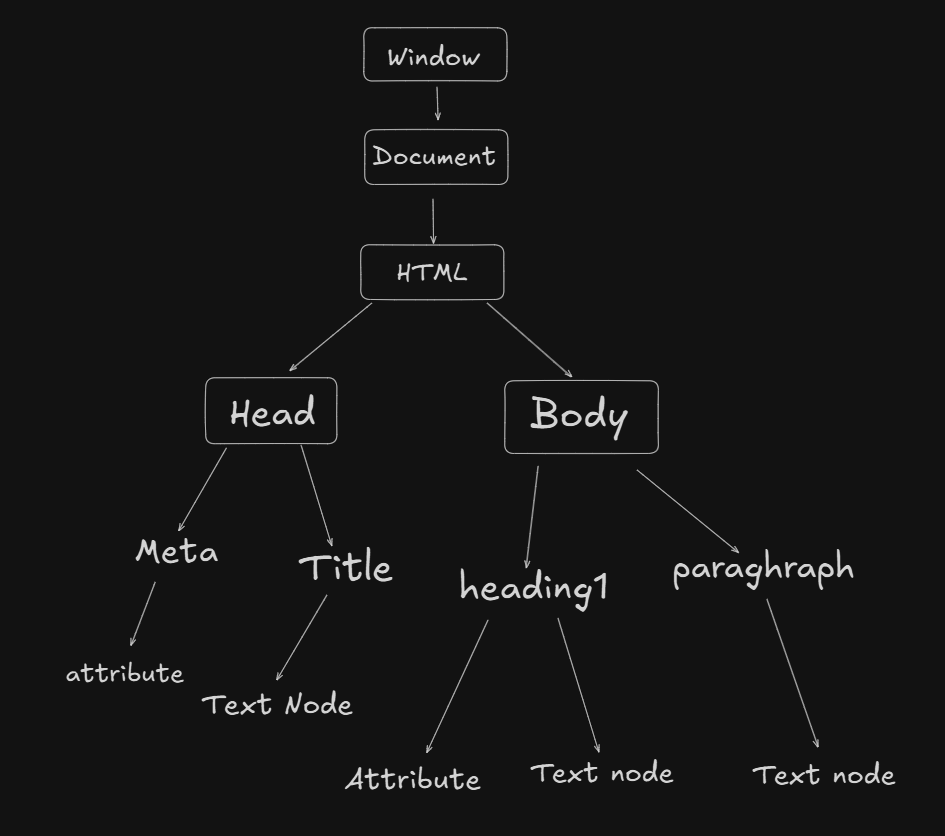 Window
Document
HTML
Head
Body
Meta
Title
heading1
paraghraph
attribute
Text Node
Attribute
Text node
Text node